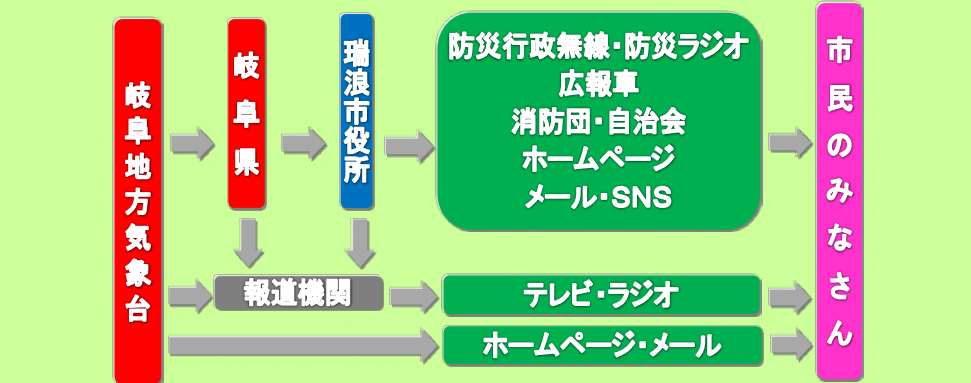 岐阜地方気象台
岐阜県
瑞浪市役所
防災行政無線・防災ラジオ
広報車
消防団・自治会
ホームページ
メール・SNS
市民のみなさん
報道機関
テレビ・ラジオ
ホームページ・メール